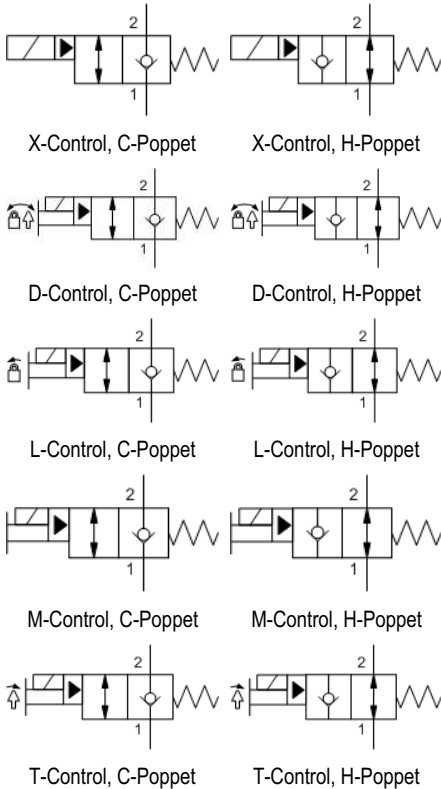 2 2
1 1
X-Control, C-Poppet X-Control, H-Poppet
2 2
1 1
D-Control, C-Poppet D-Control, H-Poppet
2 2
1 1
L-Control, C-Poppet L-Control, H-Poppet
2 2
1 1
M-Control, C-Poppet M-Control, H-Poppet
2 2
1 1
T-Control, C-Poppet T-Control, H-Poppet